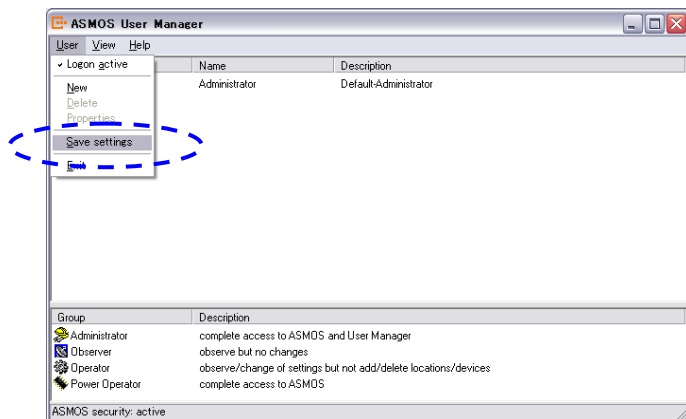 ASMOS User Manager
User View Help
Logon active
Name Description
New
Administrator Default-Administrator
Delete
Properties
Save settings
Exit
Group Description
Administrator complete access to ASMOS and User Manager
Observer observe but no changes
Operator observe/change of settings but not add/delete locations/devices
Power Operator complete access to ASMOS
ASMOS security: active